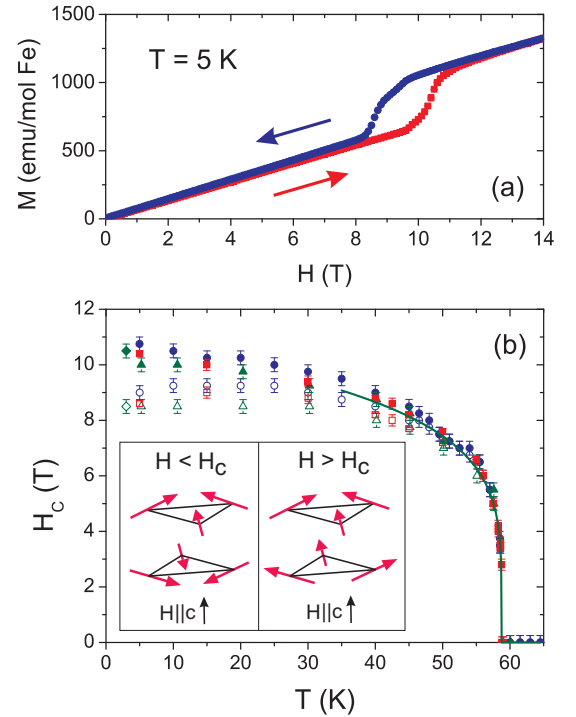 1500
1000
500
0
M (emu/mol Fe)
T = 5 K
(a)
0 2 4 6 8 10 12 14
H (T)
12
10
8
6
4
2
0
H_C (T)
(b)
H < H_C
H > H_C
H||c
H||c
0 10 20 30 40 50 60
T (K)